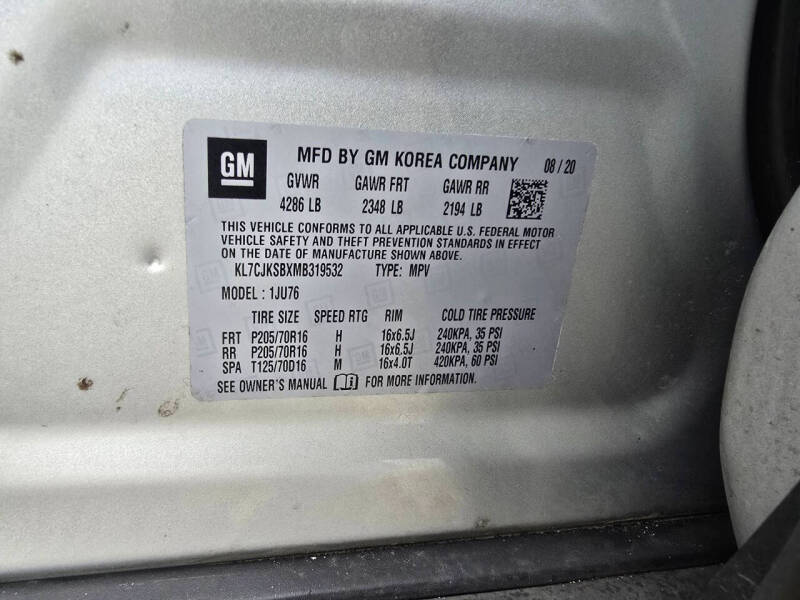 GM MFD BY GM KOREA COMPANY 08/20
GVWR GAWR FRT GAWR RR
4286 LB 2348 LB 2194 LB
THIS VEHICLE CONFORMS TO ALL APPLICABLE U.S. FEDERAL MOTOR
VEHICLE SAFETY AND THEFT PREVENTION STANDARDS IN EFFECT
ON THE DATE OF MANUFACTURE SHOWN ABOVE.
KL7CJKSBXMB319532 TYPE: MPV
MODEL : 1JU76
TIRE SIZE SPEED RTG RIM COLD TIRE PRESSURE
FRT P205/70R16 H 16x6.5J 240KPA, 35 PSI
RR P205/70R16 H 16x6.5J 240KPA, 35 PSI
SPA T125/70D16 M 16x4.0T 420KPA, 60 PSI
SEE OWNER'S MANUAL FOR MORE INFORMATION.